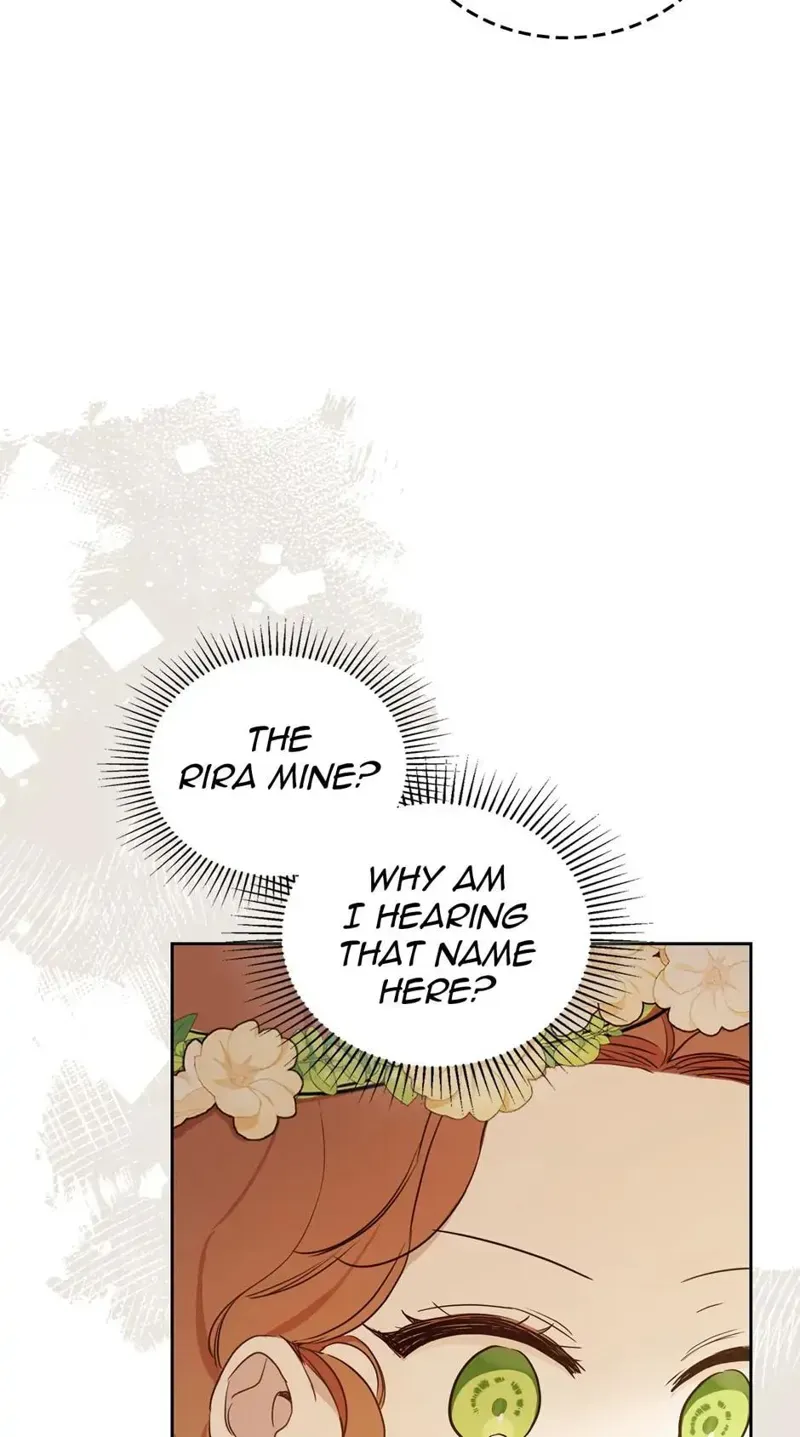 THE
RIRA MINE?
WHY AM
I HEARING
THAT NAME
HERE?